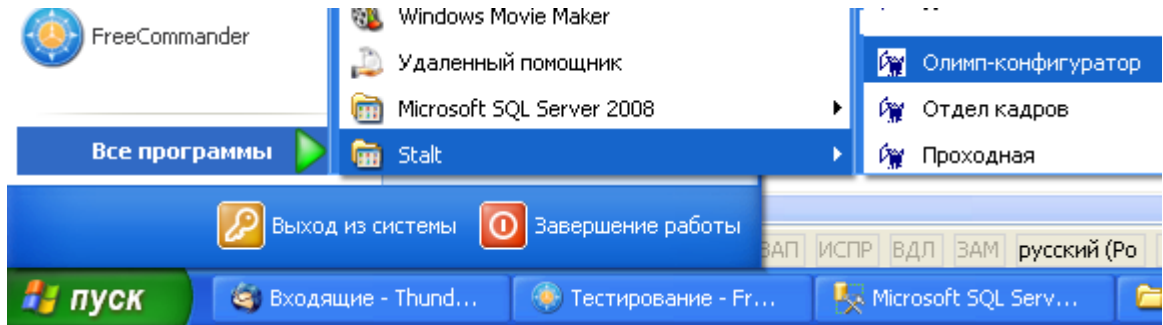 Windows Movie Maker
FreeCommander
Удаленный помощник
Олимп-конфигуратор
Microsoft SQL Server 2008
Отдел кадров
Все программы
Stalt
Проходная
Выход из системы
Завершение работы
ЗАП ИСПР ВДЛ ЗАМ русский (Ро
пуск
Входящие - Thund...
Тестирование - Fr...
Microsoft SQL Serv...